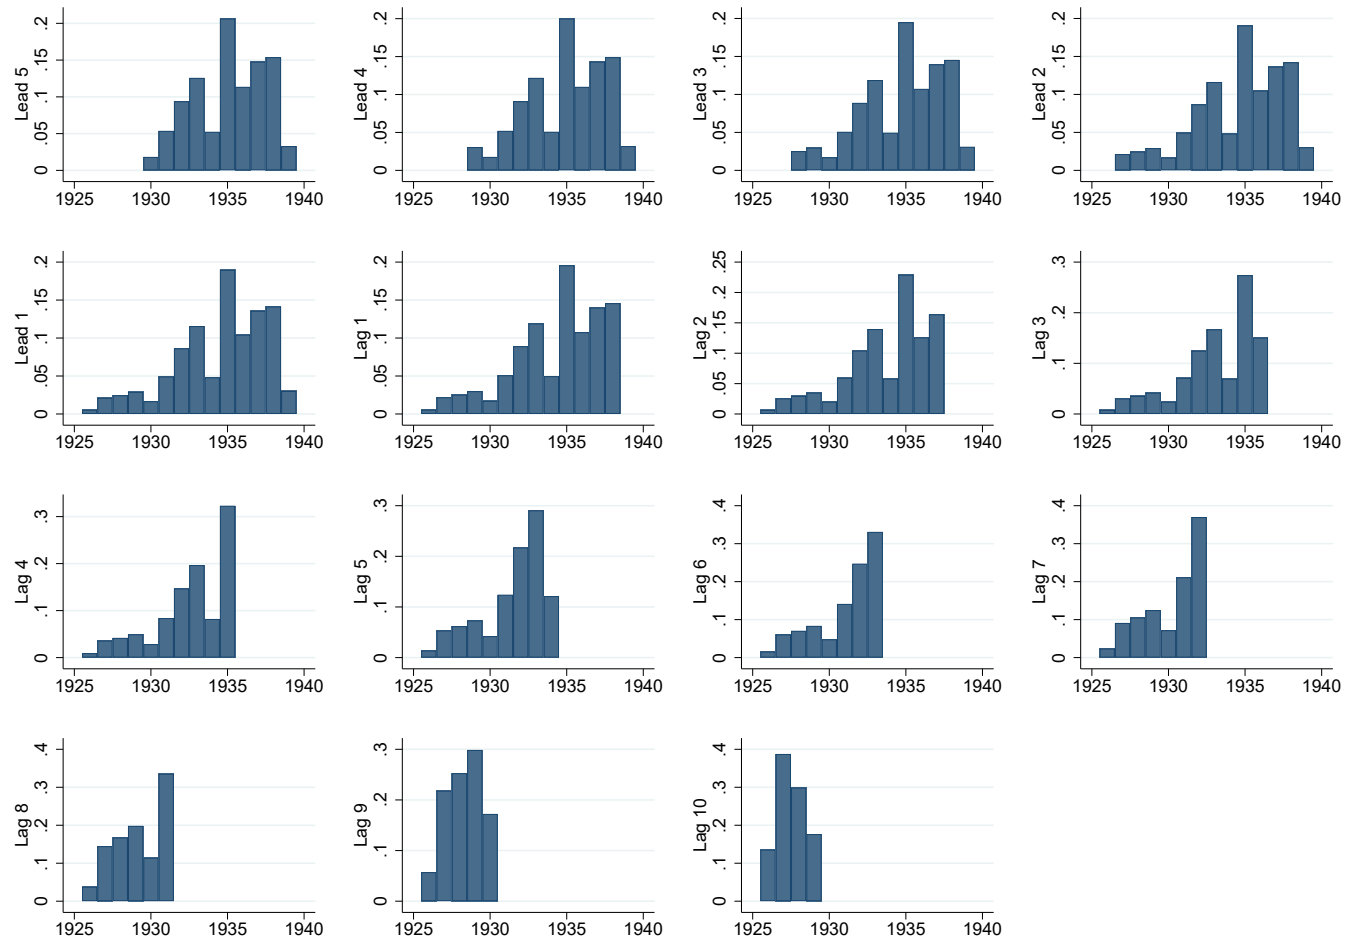 Lead 5
0 .05 .1 .15 .2
1925 1930 1935 1940
Lead 4
0 .05 .1 .15 .2
1925 1930 1935 1940
Lead 3
0 .05 .1 .15 .2
1925 1930 1935 1940
Lead 2
0 .05 .1 .15 .2
1925 1930 1935 1940
Lead 1
0 .05 .1 .15 .2
1925 1930 1935 1940
Lag 1
0 .05 .1 .15 .2
1925 1930 1935 1940
Lag 2
0 .05 .1 .15 .2 .25
1925 1930 1935 1940
Lag 3
0 .1 .2 .3
1925 1930 1935 1940
Lag 4
0 .1 .2 .3
1925 1930 1935 1940
Lag 5
0 .1 .2 .3
1925 1930 1935 1940
Lag 6
0 .1 .2 .3 .4
1925 1930 1935 1940
Lag 7
0 .1 .2 .3 .4
1925 1930 1935 1940
Lag 8
0 .1 .2 .3 .4
1925 1930 1935 1940
Lag 9
0 .1 .2 .3
1925 1930 1935 1940
Lag 10
0 .1 .2 .3 .4
1925 1930 1935 1940